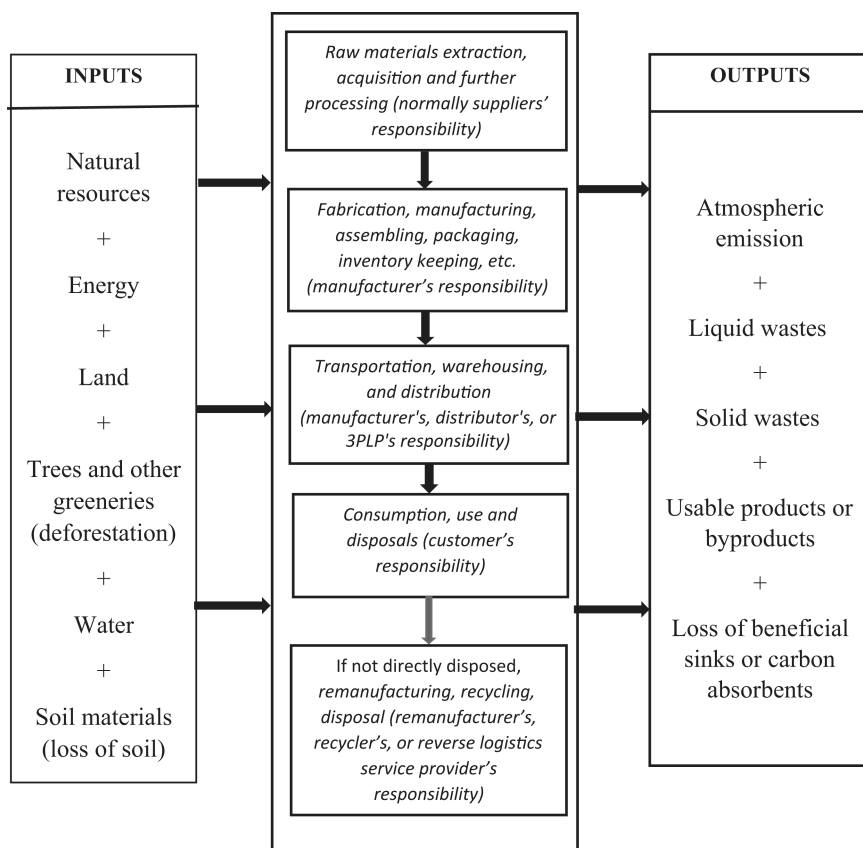 INPUTS
Natural
resources
+
Energy
+
Land
+
Trees and other
greeneries
(deforestation)
+
Water
+
Soil materials
(loss of soil)
Raw materials extraction,
acquisition and further
processing (normally suppliers’
responsibility)
Fabrication, manufacturing,
assembling, packaging,
inventory keeping, etc.
(manufacturer’s responsibility)
Transportation, warehousing,
and distribution
(manufacturer's, distributor's, or
3PLP's responsibility)
Consumption, use and
disposals (customer’s
responsibility)
If not directly disposed,
remanufacturing, recycling,
disposal (remanufacturer’s,
recycler’s, or reverse logistics
service provider’s
responsibility)
OUTPUTS
Atmospheric
emission
+
Liquid wastes
+
Solid wastes
+
Usable products or
byproducts
+
Loss of beneficial
sinks or carbon
absorbents